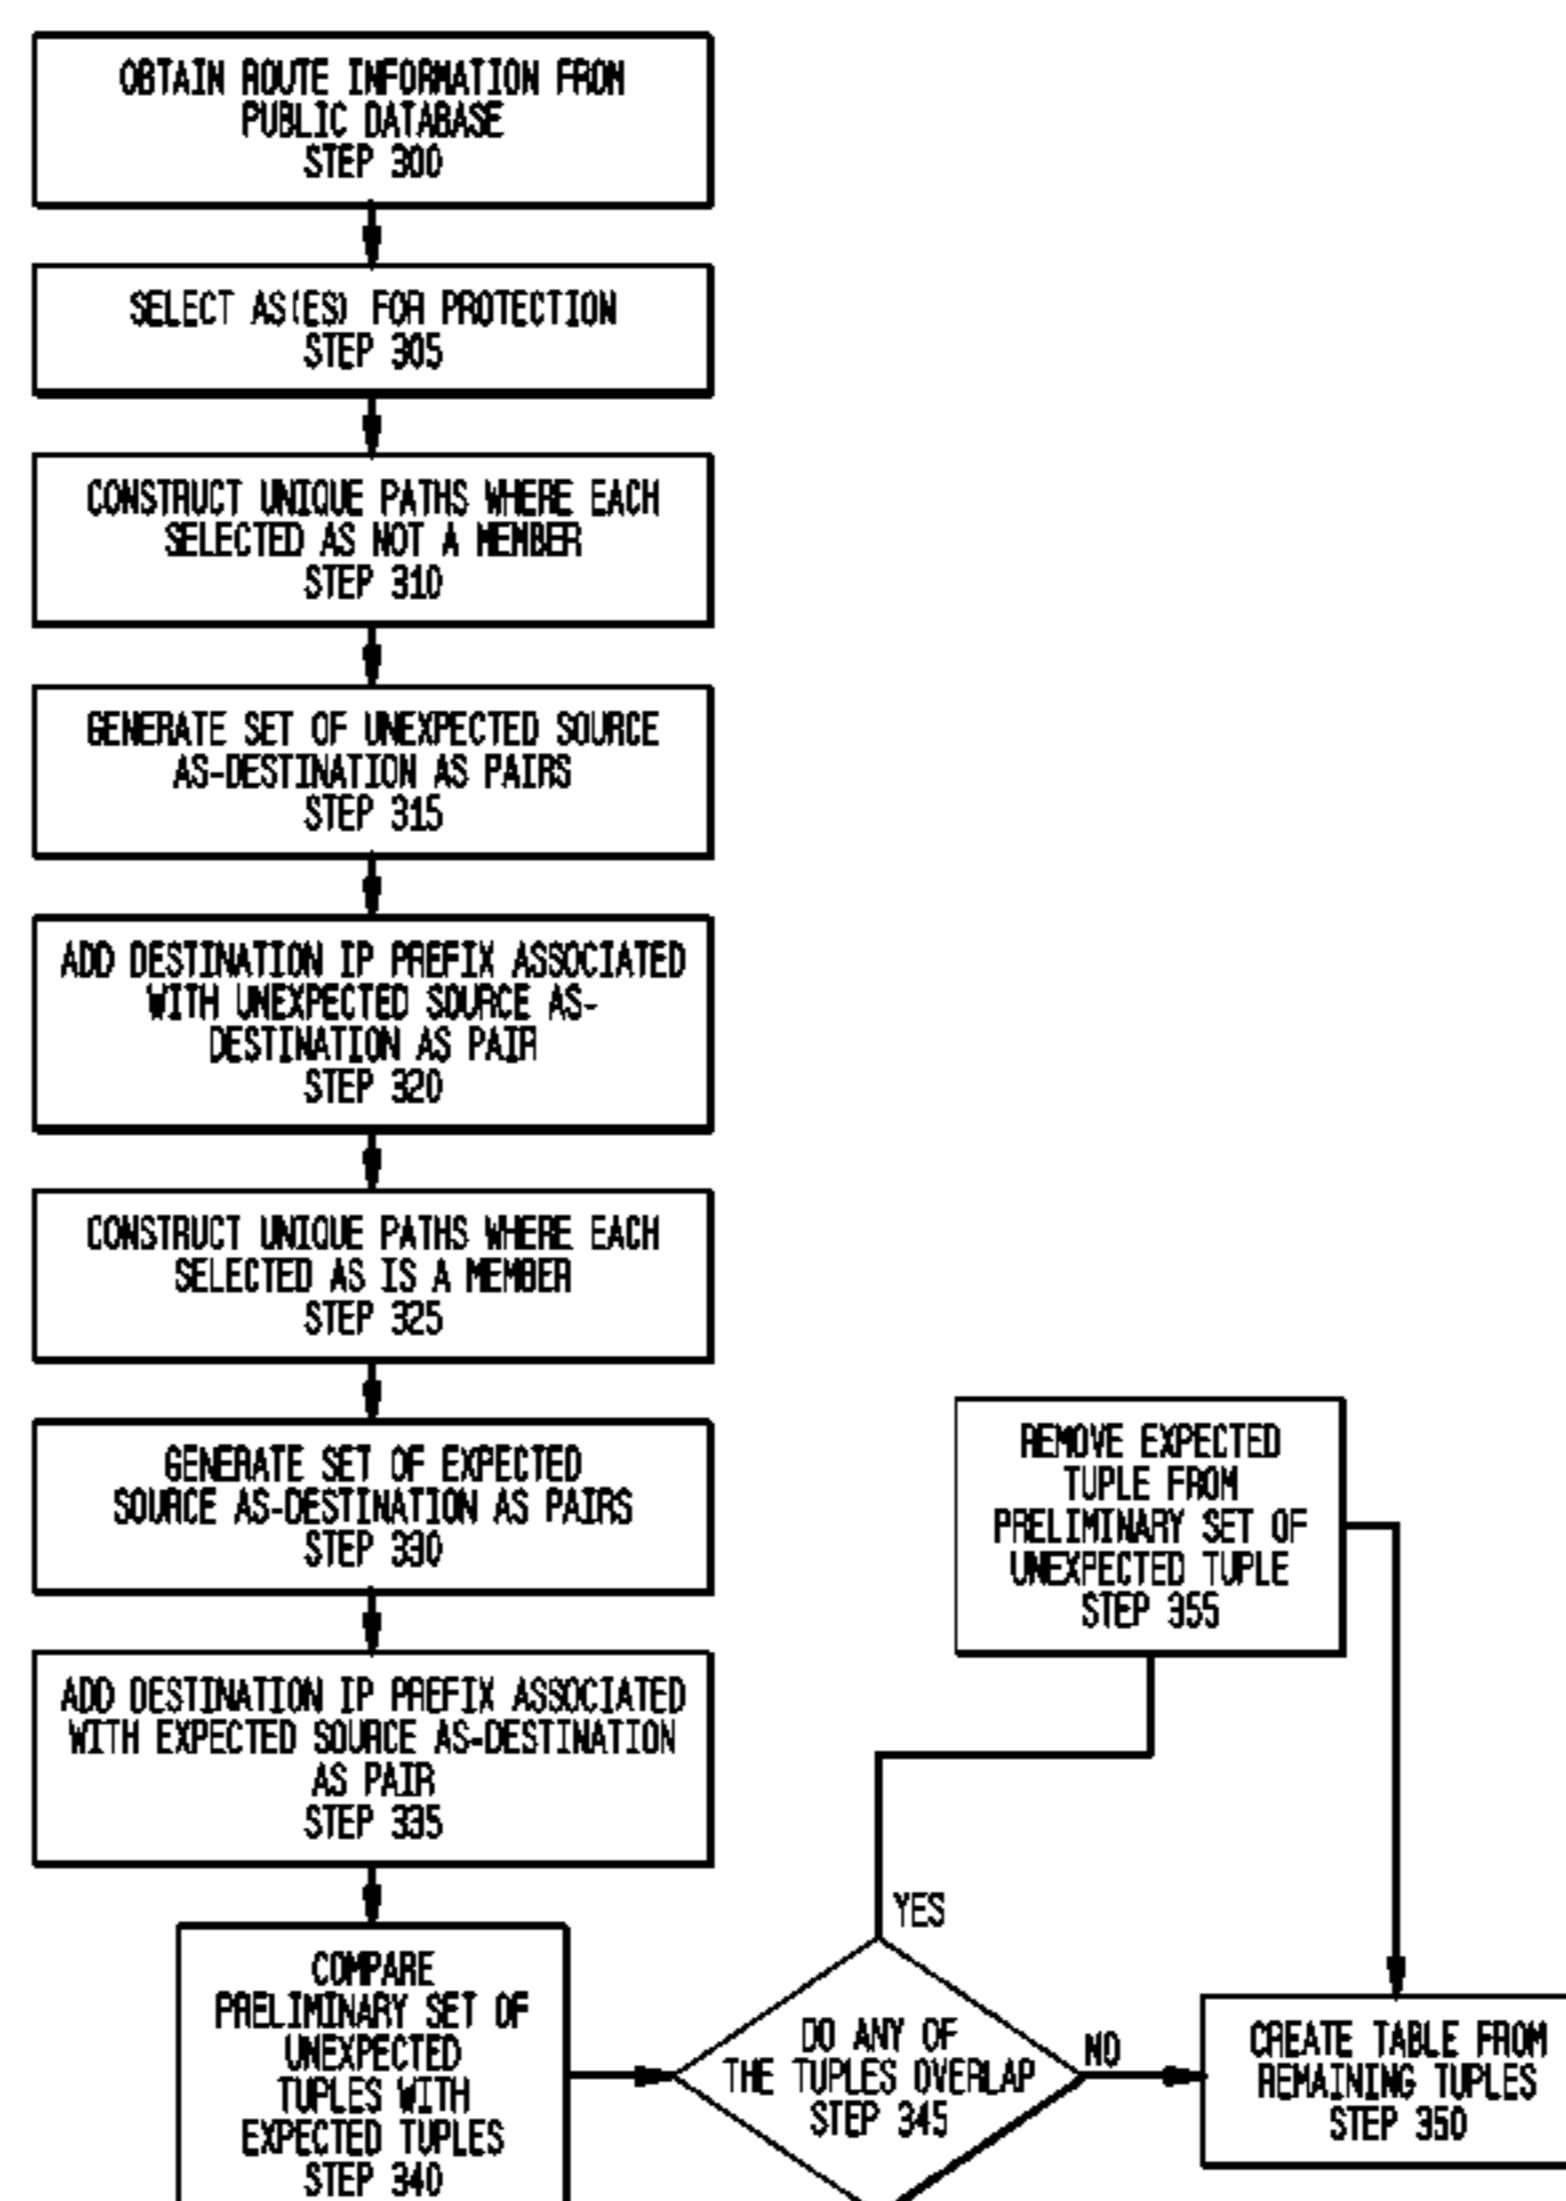 OBTAIN ROUTE INFORMATION FROM
PUBLIC DATABASE
STEP 300
SELECT AS(ES) FOR PROTECTION
STEP 305
CONSTRUCT UNIQUE PATHS WHERE EACH
SELECTED AS NOT A MEMBER
STEP 310
GENERATE SET OF UNEXPECTED SOURCE
AS-DESTINATION AS PAIRS
STEP 315
ADD DESTINATION IP PREFIX ASSOCIATED
WITH UNEXPECTED SOURCE AS-
DESTINATION AS PAIR
STEP 320
CONSTRUCT UNIQUE PATHS WHERE EACH
SELECTED AS IS A MEMBER
STEP 325
GENERATE SET OF EXPECTED
SOURCE AS-DESTINATION AS PAIRS
STEP 330
ADD DESTINATION IP PREFIX ASSOCIATED
WITH EXPECTED SOURCE AS-DESTINATION
AS PAIR
STEP 335
COMPARE
PRELIMINARY SET OF
UNEXPECTED
TUPLES WITH
EXPECTED TUPLES
STEP 340
DO ANY OF
THE TUPLES OVERLAP
STEP 345
YES
REMOVE EXPECTED
TUPLE FROM
PRELIMINARY SET OF
UNEXPECTED TUPLE
STEP 355
NO
CREATE TABLE FROM
REMAINING TUPLES
STEP 350